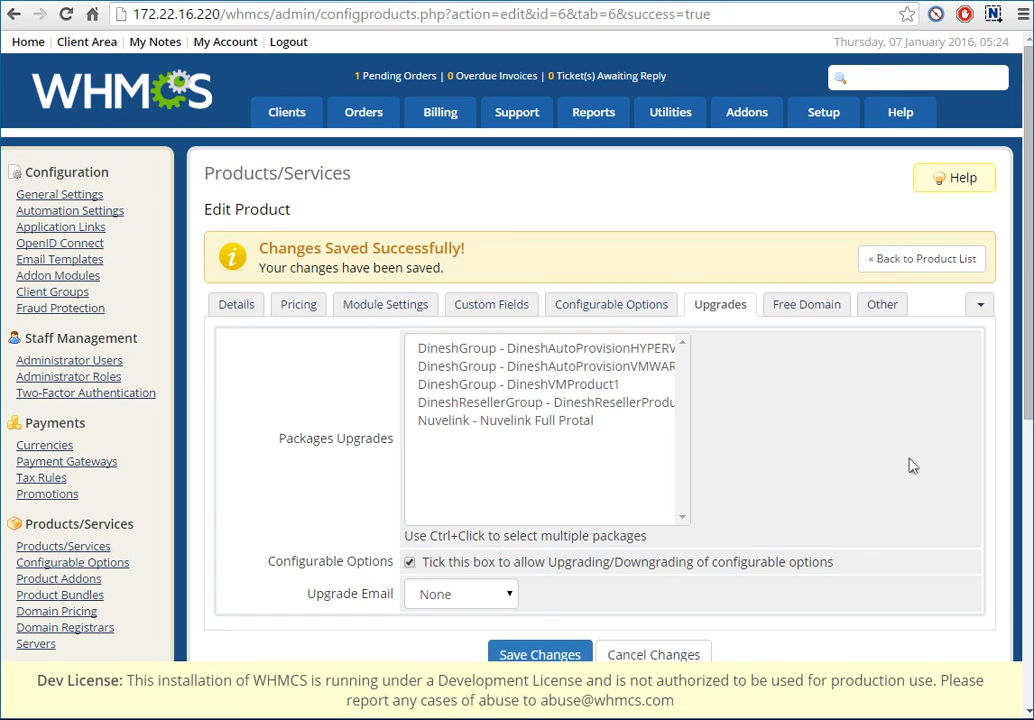 172.22.16.220/whmcs/admin/configproducts.php?action=edit&id=6&tab=6&success=true
Home | Client Area | My Notes | My Account | Logout
Thursday, 07 January 2016, 05:24
WHMCS
1 Pending Orders | 0 Overdue Invoices | 0 Ticket(s) Awaiting Reply
Clients Orders Billing Support Reports Utilities Addons Setup Help
Configuration
General Settings
Automation Settings
Application Links
OpenID Connect
Email Templates
Addon Modules
Client Groups
Fraud Protection
Staff Management
Administrator Users
Administrator Roles
Two-Factor Authentication
Payments
Currencies
Payment Gateways
Tax Rules
Promotions
Products/Services
Products/Services
Configurable Options
Product Addons
Product Bundles
Domain Pricing
Domain Registrars
Servers
Products/Services
Help
Edit Product
Changes Saved Successfully!
Your changes have been saved.
« Back to Product List
Details Pricing Module Settings Custom Fields Configurable Options Upgrades Free Domain Other
Packages Upgrades
DineshGroup - DineshAutoProvisionHYPERV
DineshGroup - DineshAutoProvisionVMWAR
DineshGroup - DineshVMProduct1
DineshResellerGroup - DineshResellerProdu
Nuvelink - Nuvelink Full Protal
Use Ctrl+Click to select multiple packages
Configurable Options Tick this box to allow Upgrading/Downgrading of configurable options
Upgrade Email None
Save Changes Cancel Changes
Dev License: This installation of WHMCS is running under a Development License and is not authorized to be used for production use. Please
report any cases of abuse to abuse@whmcs.com